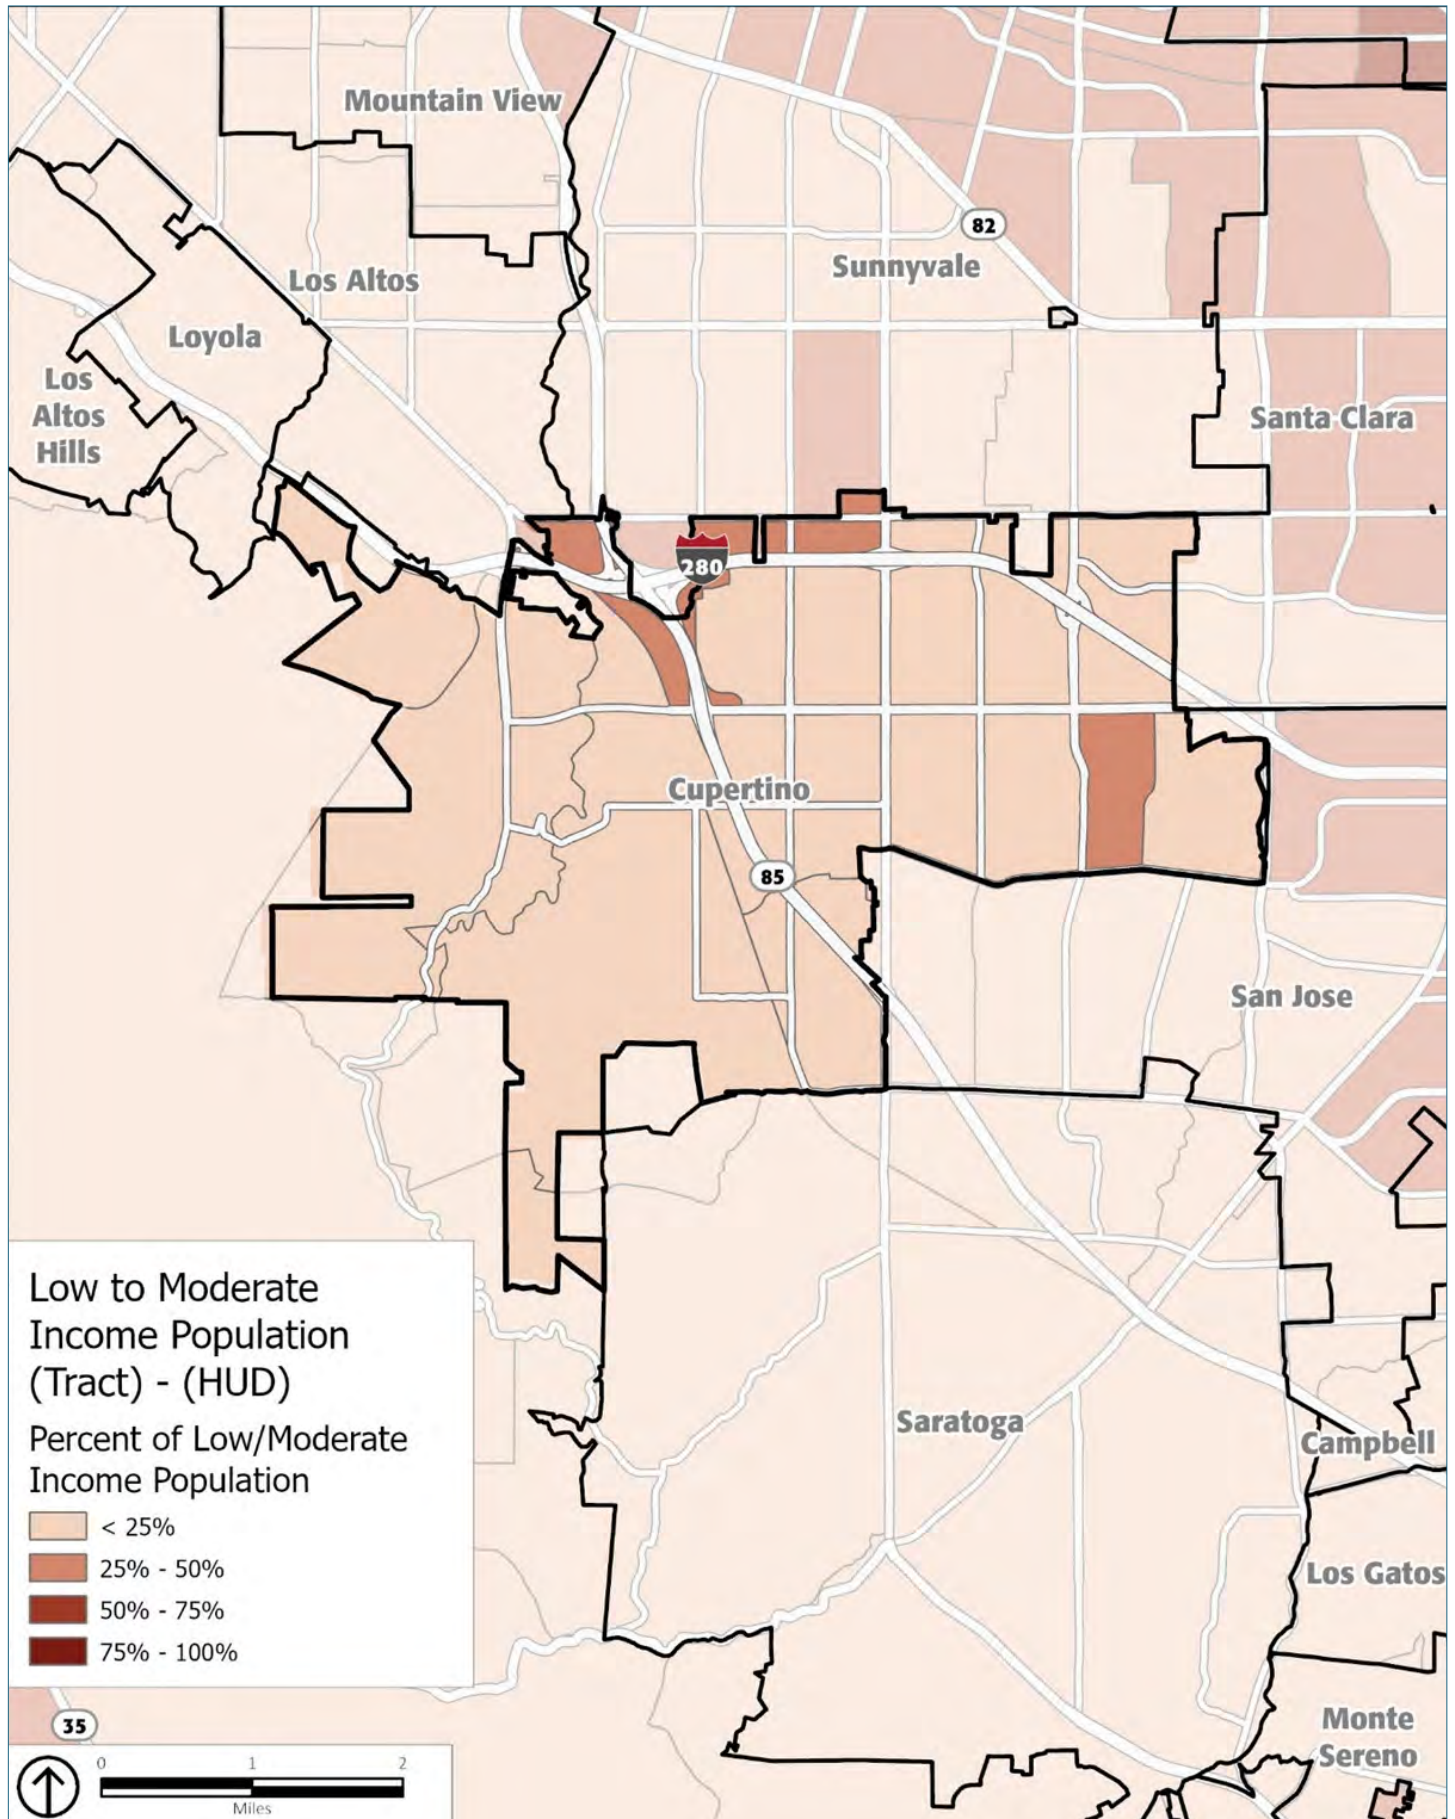 Mountain View
82
Sunnyvale
Los Altos
Loyola
Los
Altos
Hills
Santa Clara
280
Cupertino
85
San Jose
Low to Moderate
Income Population
(Tract) - (HUD)
Percent of Low/Moderate
Income Population
< 25%
25% - 50%
50% - 75%
75% - 100%
Saratoga
Campbell
Los Gatos
Monte
Sereno
35
0 1 2
Miles